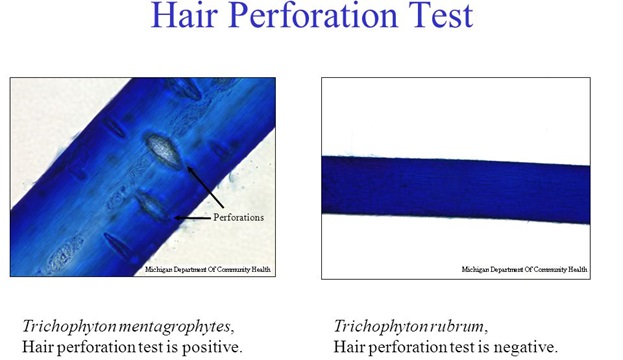 Hair Perforation Test
Perforations
Michigan Department Of Community Health
Michigan Department Of Community Health
Trichophyton mentagrophytes,
Hair perforation test is positive.
Trichophyton rubrum,
Hair perforation test is negative.